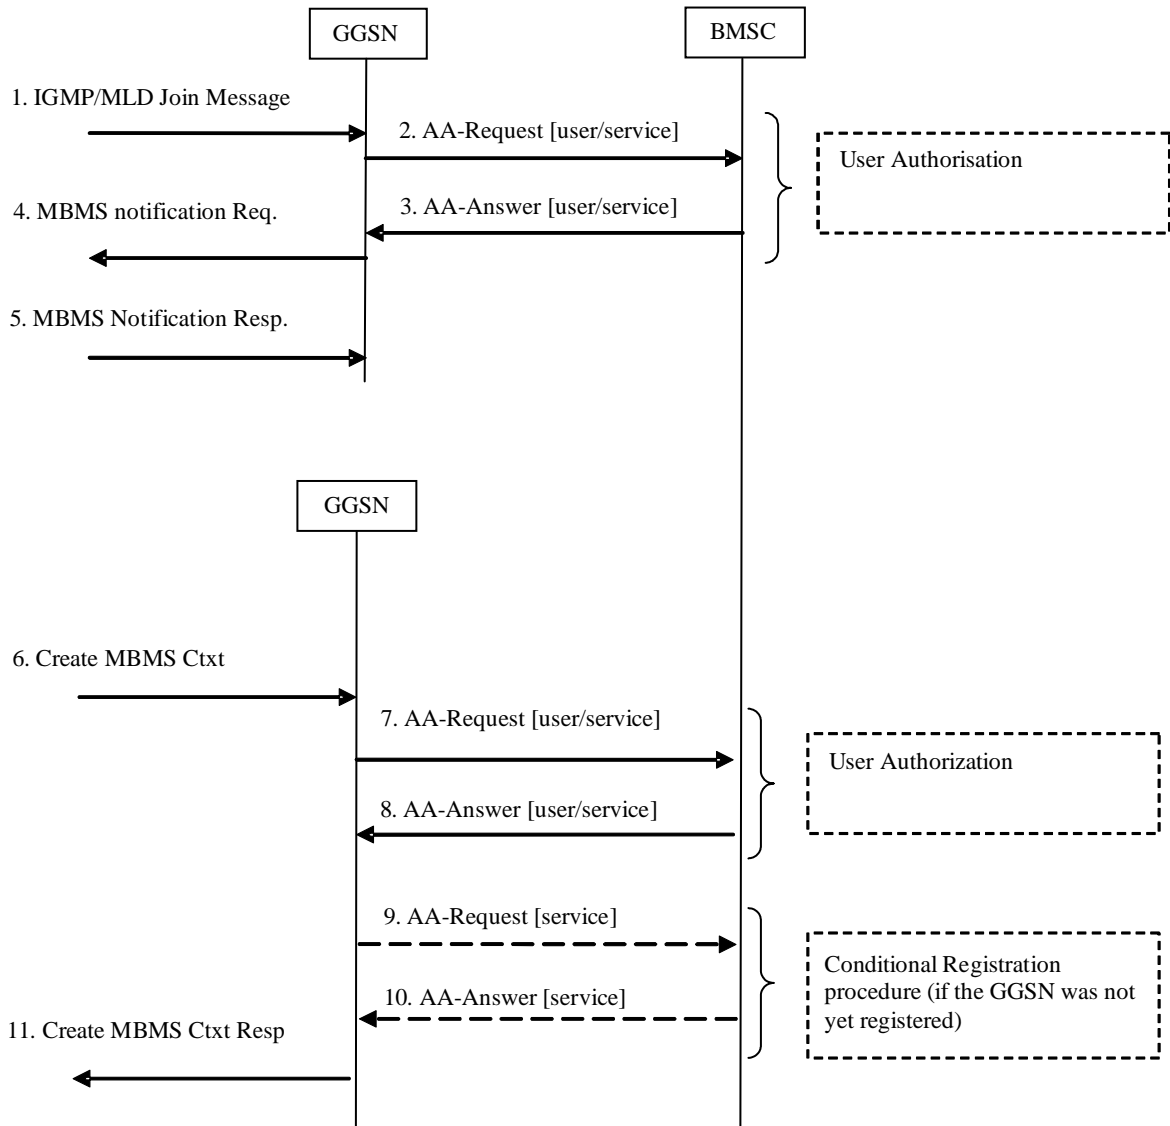 GGSN
BMSC
1. IGMP/MLD Join Message
2. AA-Request [user/service]
User Authorisation
3. AA-Answer [user/service]
4. MBMS notification Req.
5. MBMS Notification Resp.
GGSN
6. Create MBMS Ctxt
7. AA-Request [user/service]
User Authorization
8. AA-Answer [user/service]
9. AA-Request [service]
Conditional Registration
procedure (if the GGSN was not
yet registered)
10. AA-Answer [service]
11. Create MBMS Ctxt Resp